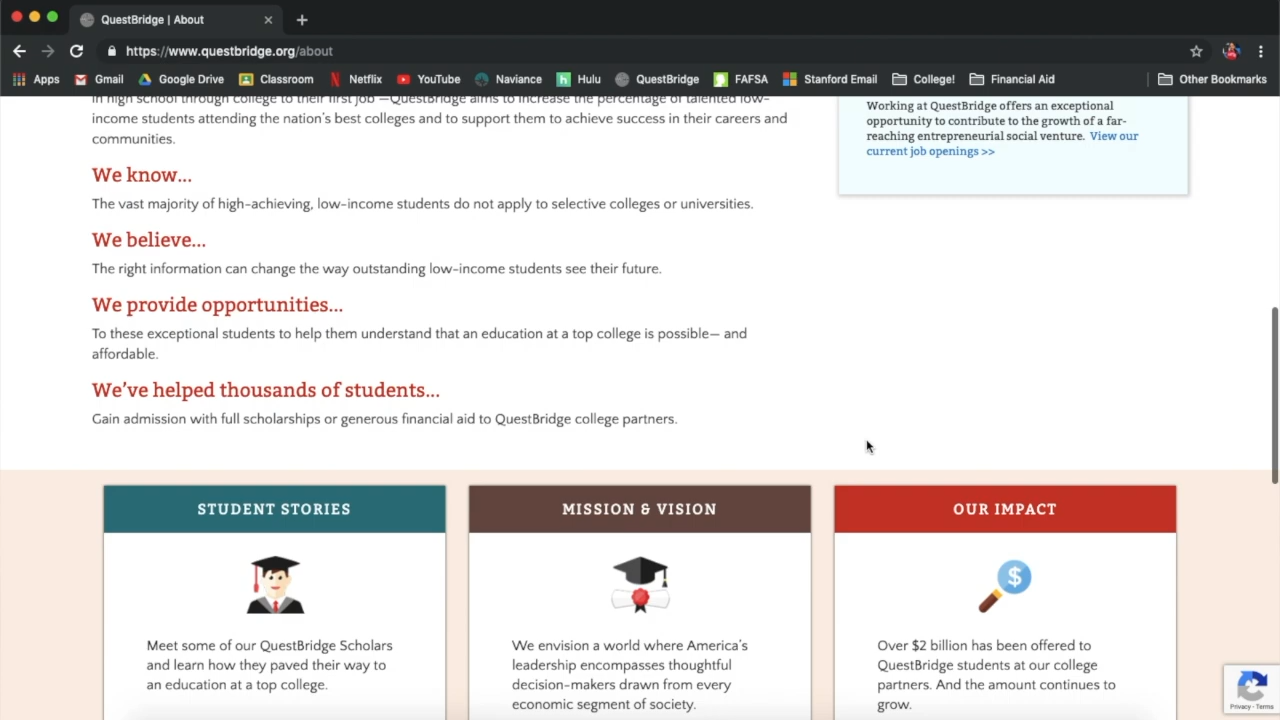 QuestBridge | About
https://www.questbridge.org/about
Apps Gmail Google Drive Classroom Netflix YouTube Naviance Hulu QuestBridge FAFSA Stanford Email College! Financial Aid Other Bookmarks
in high school through college to their first job —QuestBridge aims to increase the percentage of talented low-
income students attending the nation's best colleges and to support them to achieve success in their careers and
communities.
We know...
The vast majority of high-achieving, low-income students do not apply to selective colleges or universities.
We believe...
The right information can change the way outstanding low-income students see their future.
We provide opportunities...
To these exceptional students to help them understand that an education at a top college is possible— and
affordable.
We've helped thousands of students...
Gain admission with full scholarships or generous financial aid to QuestBridge college partners.
Working at QuestBridge offers an exceptional
opportunity to contribute to the growth of a far-
reaching entrepreneurial social venture. View our
current job openings >>
STUDENT STORIES
Meet some of our QuestBridge Scholars
and learn how they paved their way to
an education at a top college.
MISSION & VISION
We envision a world where America's
leadership encompasses thoughtful
decision-makers drawn from every
economic segment of society.
OUR IMPACT
$
Over $2 billion has been offered to
QuestBridge students at our college
partners. And the amount continues to
grow.
Privacy - Terms